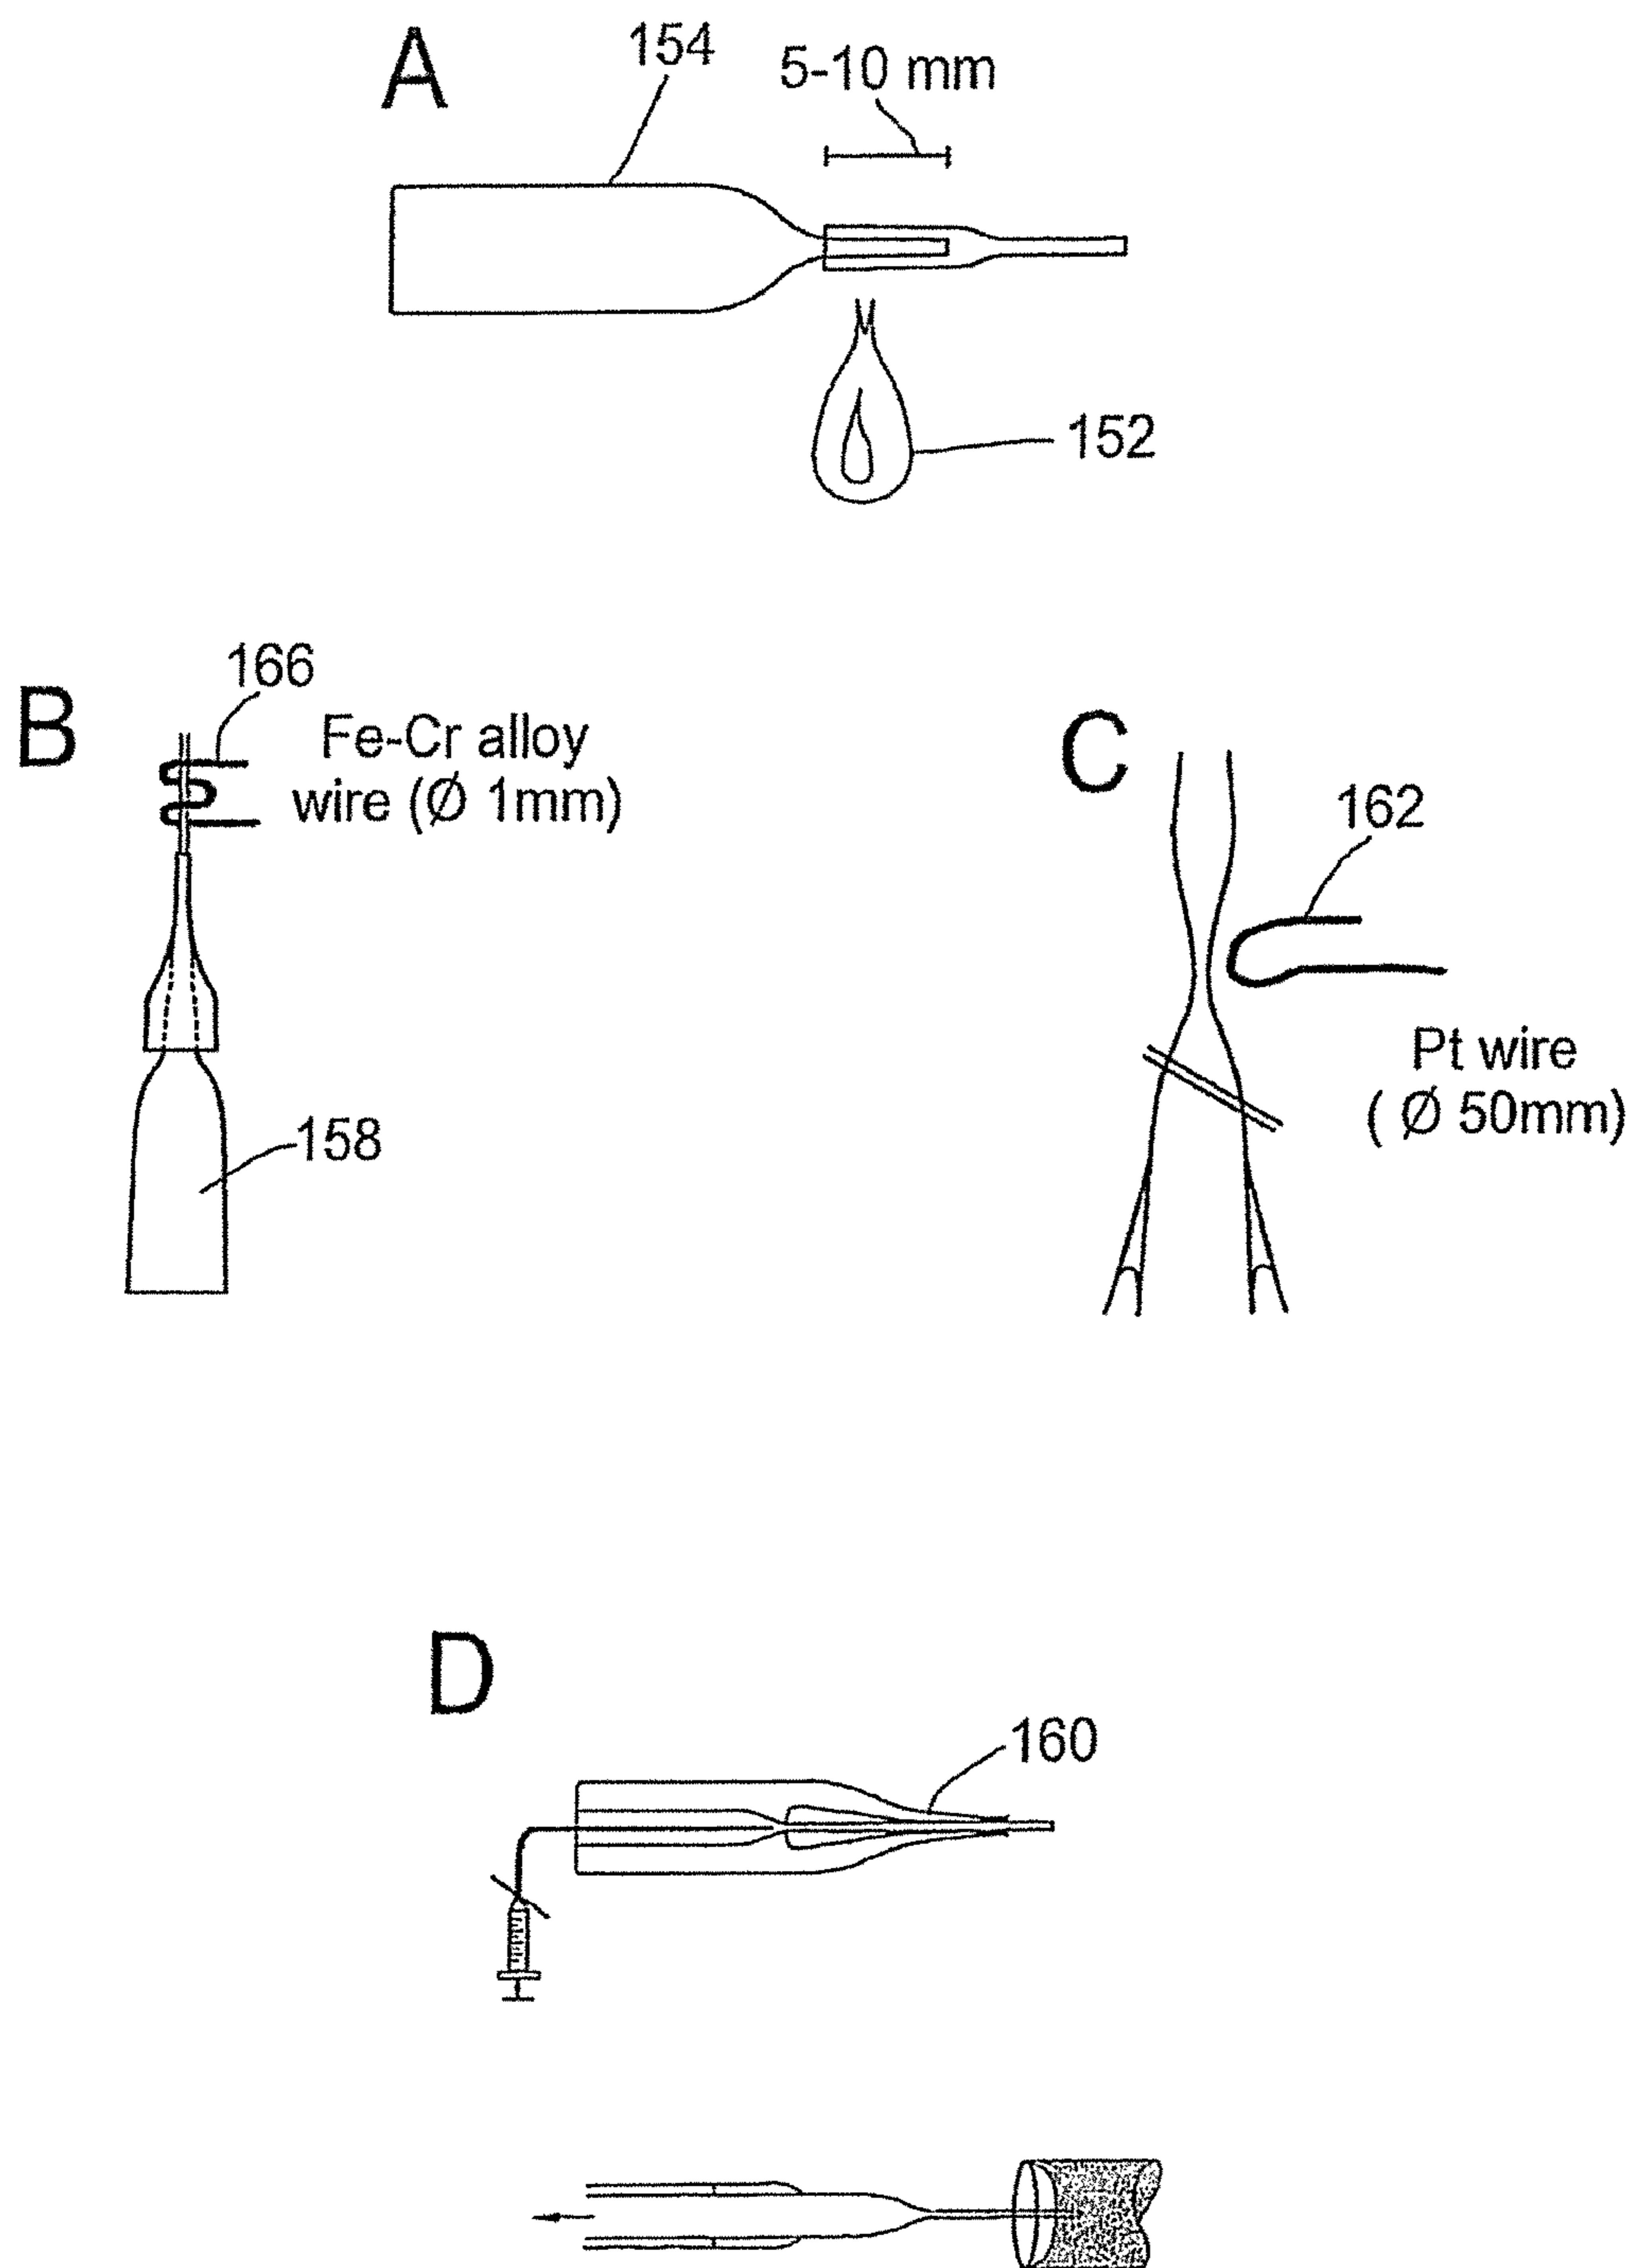 A
154
5-10 mm
152
B
166
Fe-Cr alloy
wire (Ø 1mm)
158
C
162
Pt wire
( Ø 50mm)
D
160